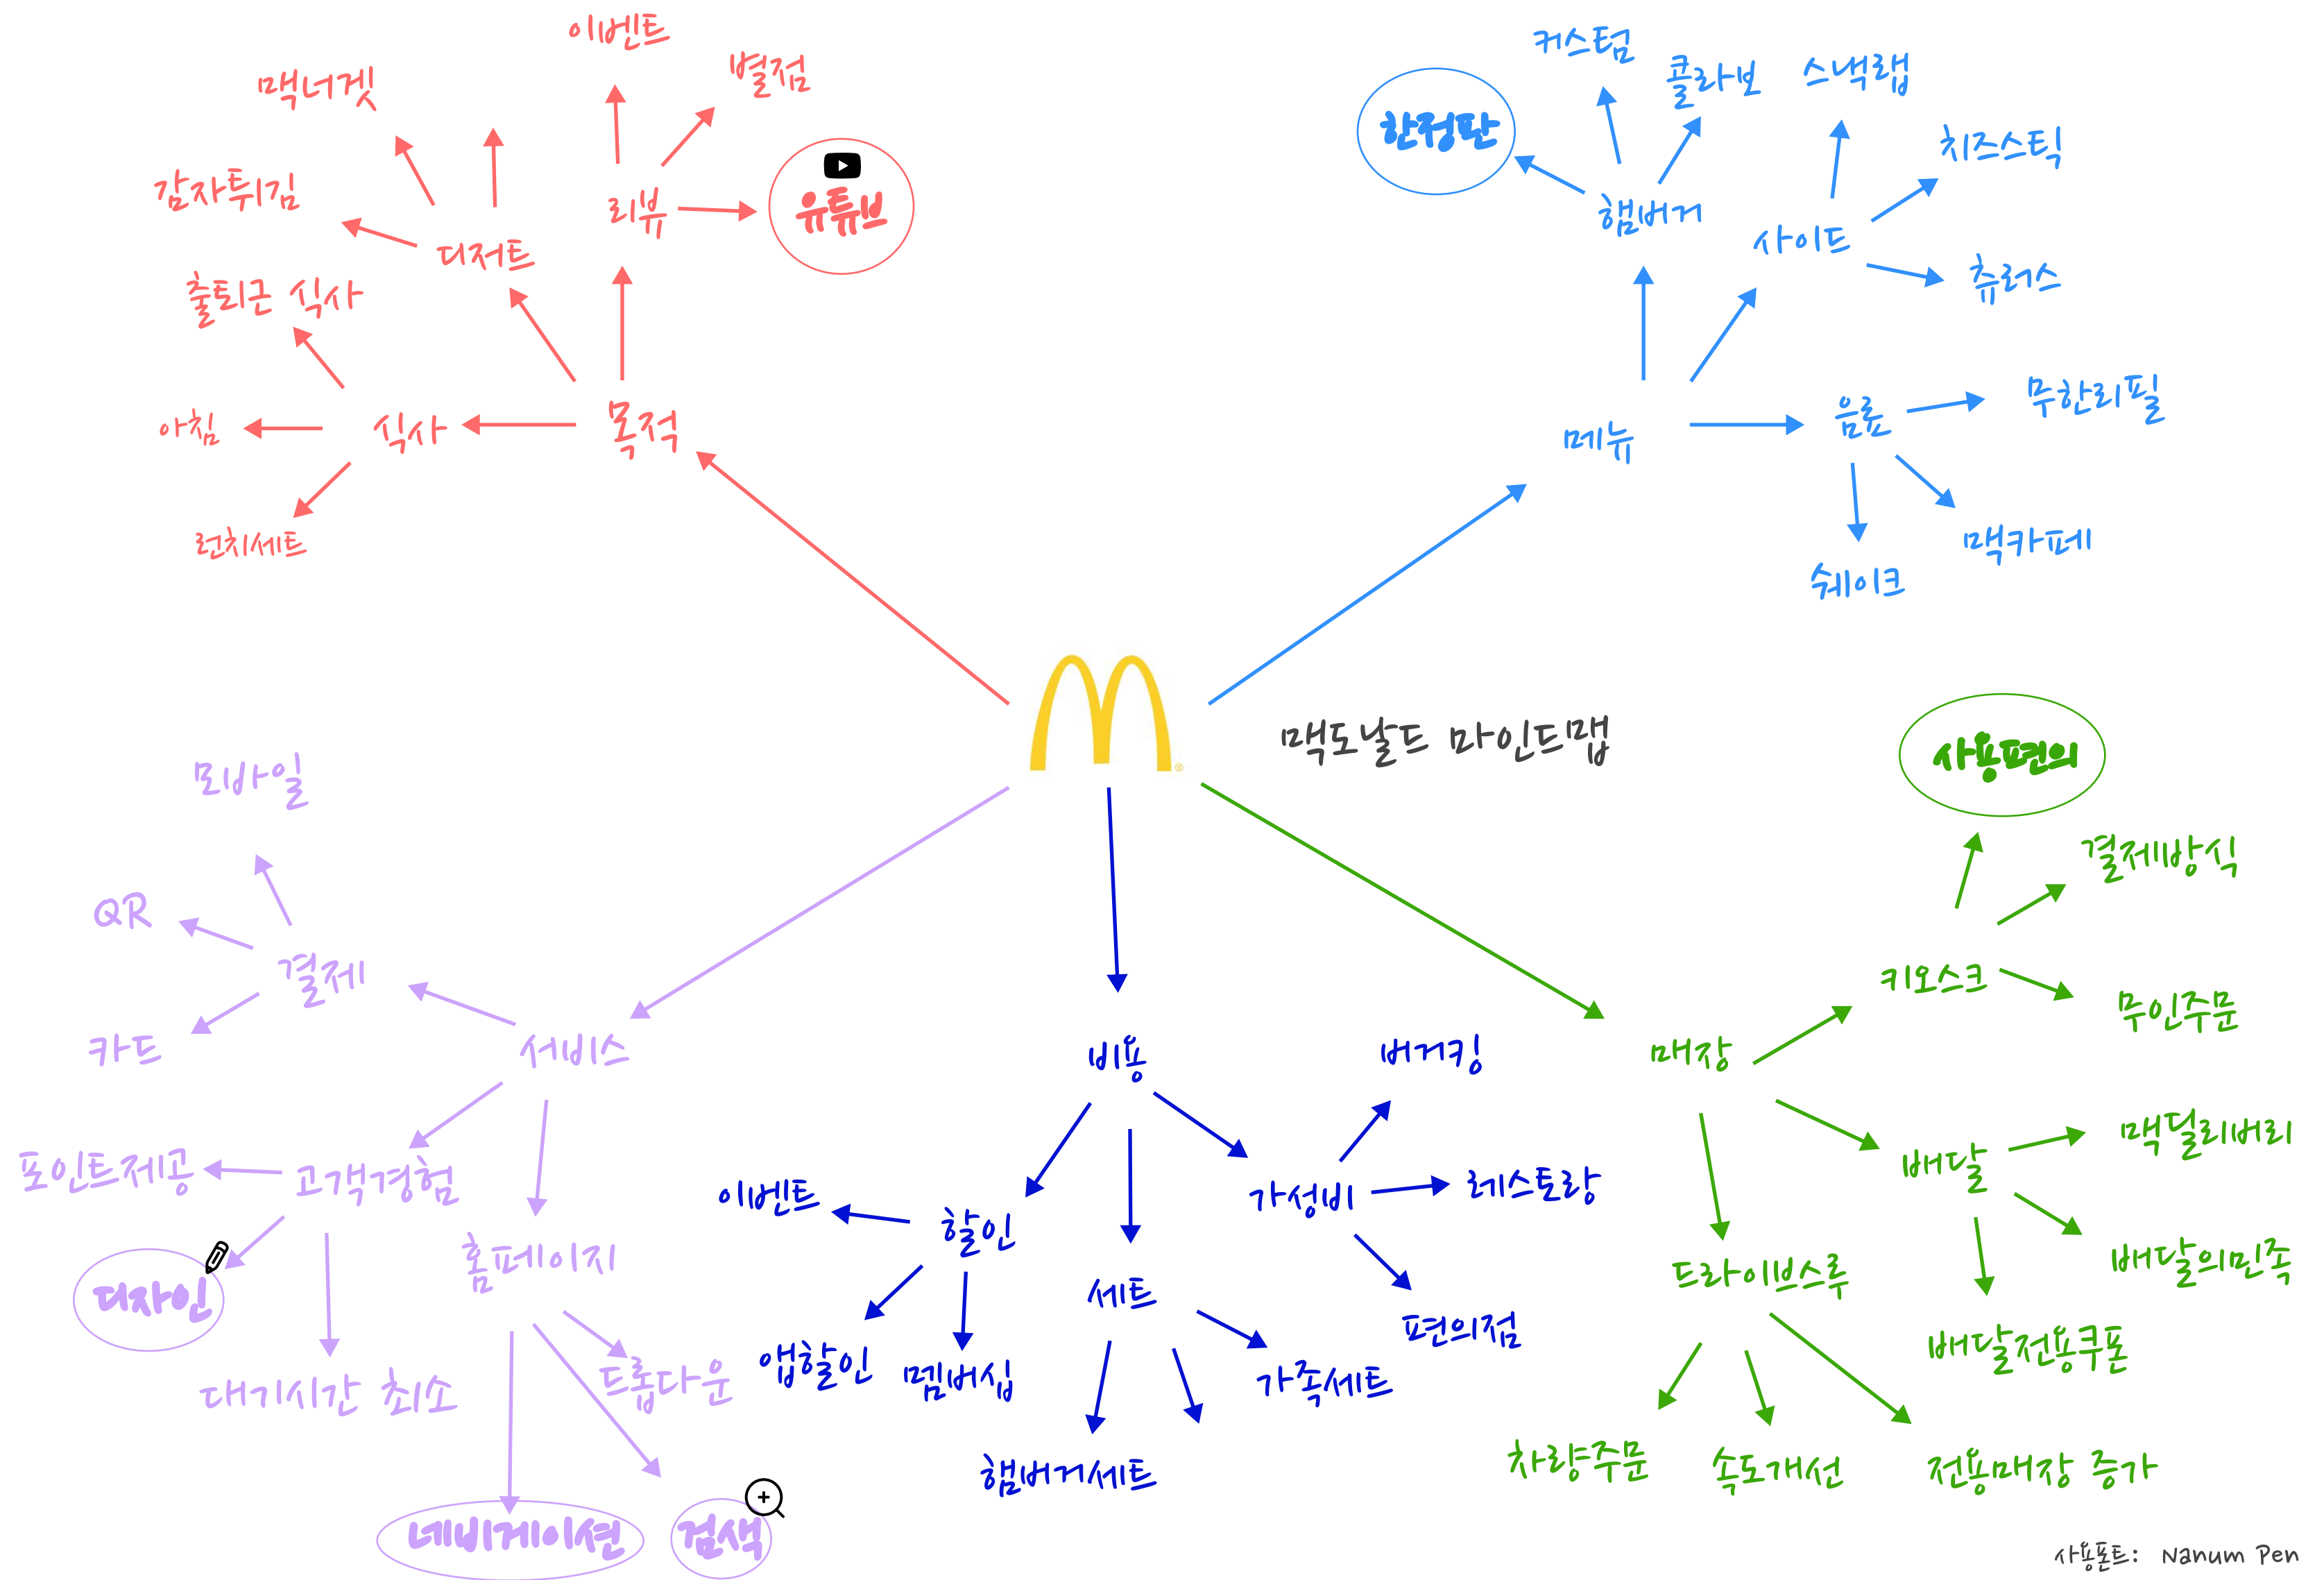 이벤트
별점
맥너겟
감자튀김
리뷰
유튜브
디저트
출퇴근 식사
아침
식사
목적
런치세트
커스텀
콜라보
스낵랩
한정판
치즈스틱
햄버거
사이드
츄러스
메뉴
음료
무한리필
맥카페
쉐이크
맥도날드 마인드맵
모바일
QR
결제
카드
서비스
포인트제공
고객경험
디자인
홈페이지
대기시간 최소
드롭다운
네비게이션
검색
비용
버거킹
이벤트
할인
가성비
레스토랑
세트
편의점
앱할인
멤버십
가족세트
햄버거세트
사용편의
결제방식
키오스크
무인주문
매장
맥딜리버리
배달
배달의민족
드라이브스루
배달전용쿠폰
차량주문
속도개선
전용매장 증가
사용폰트: Nanum Pen